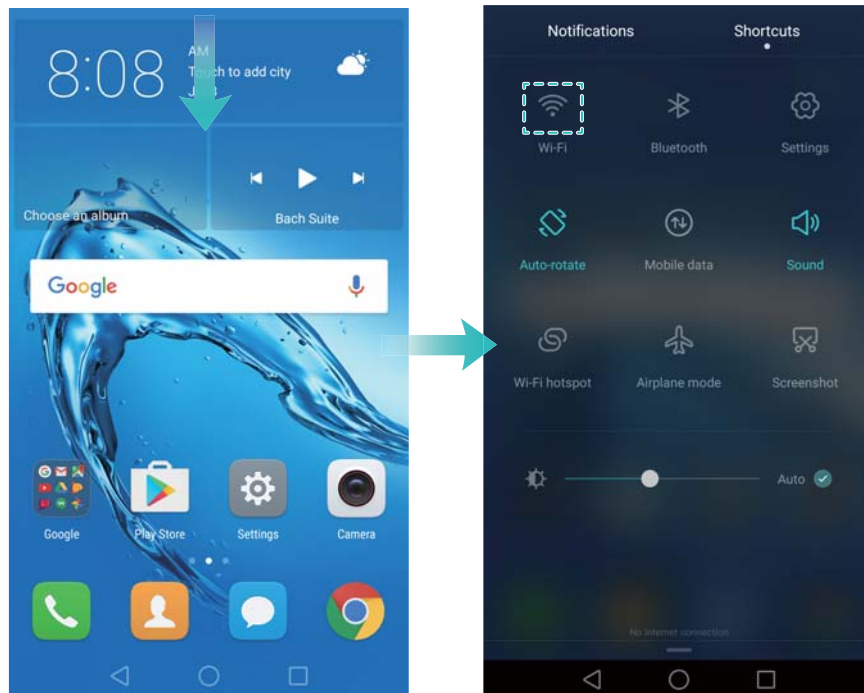 8:08
AM
Touch to add city
Choose an album
Bach Suite
Google
Google
Play Store
Settings
Camera
Notifications
Shortcuts
Wi-Fi
Bluetooth
Settings
Auto-rotate
Mobile data
Sound
Wi-Fi hotspot
Airplane mode
Screenshot
Auto
No Internet connection